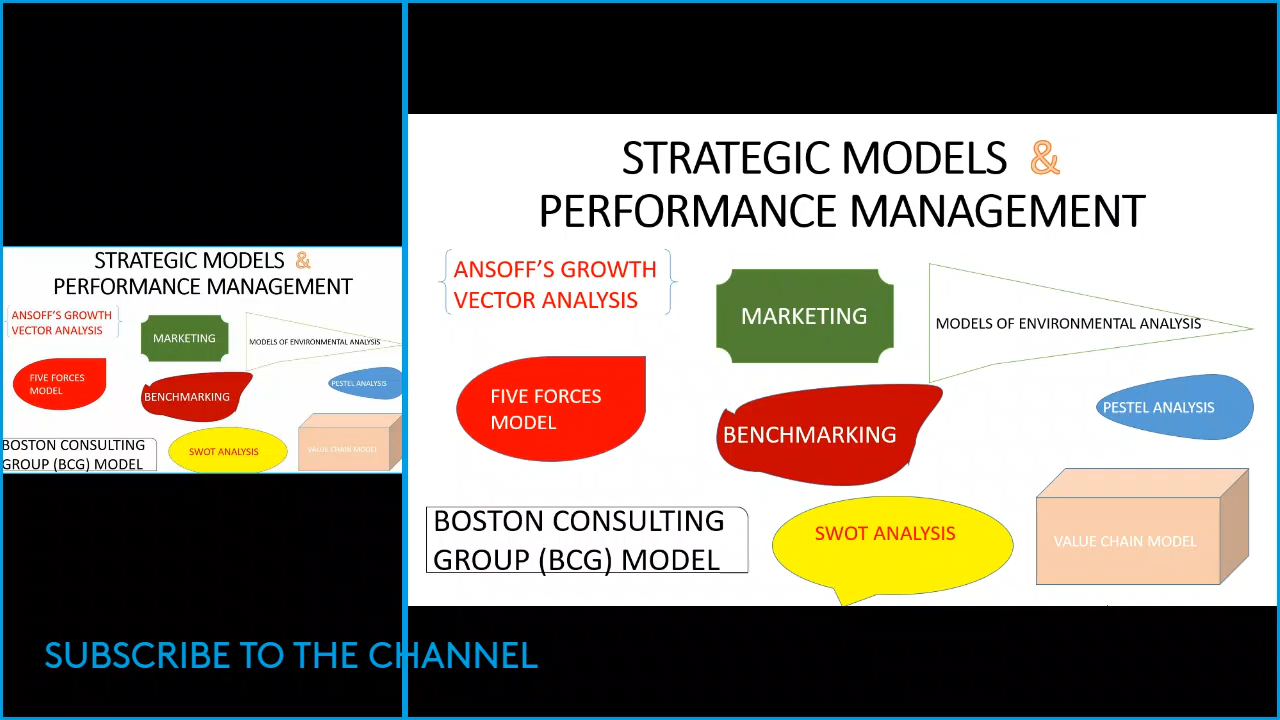 STRATEGIC MODELS &
PERFORMANCE MANAGEMENT
ANSOFF'S GROWTH
VECTOR ANALYSIS
MARKETING
MODELS OF ENVIRONMENTAL ANALYSIS
FIVE FORCES
MODEL
BENCHMARKING
PESTEL ANALYSIS
BOSTON CONSULTING
GROUP (BCG) MODEL
SWOT ANALYSIS
VALUE CHAIN MODEL
STRATEGIC MODELS &
PERFORMANCE MANAGEMENT
ANSOFF’S GROWTH
VECTOR ANALYSIS
MARKETING
MODELS OF ENVIRONMENTAL ANALYSIS
FIVE FORCES
MODEL
BENCHMARKING
PESTEL ANALYSIS
BOSTON CONSULTING
GROUP (BCG) MODEL
SWOT ANALYSIS
VALUE CHAIN MODEL
SUBSCRIBE TO THE CHANNEL